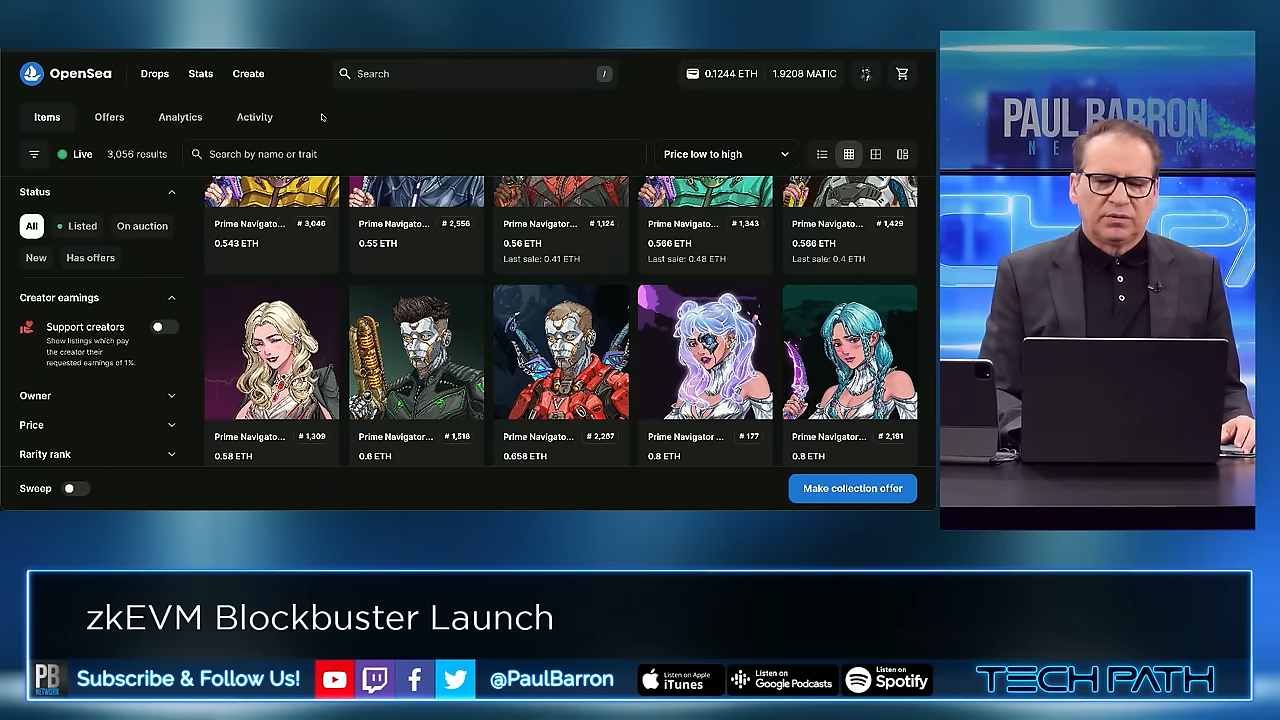 OpenSea
Drops
Stats
Create
Search
/
0.1244 ETH
1.9208 MATIC
Items
Offers
Analytics
Activity
Live
3,056 results
Search by name or trait
Price low to high
Status
All
Listed
On auction
New
Has offers
Creator earnings
Support creators
Show listings which pay
the creator their
requested earnings of 1%.
Owner
Price
Rarity rank
Sweep
Prime Navigator... # 3,046
0.543 ETH
Prime Navigato... # 2,556
0.55 ETH
Prime Navigator... # 1,124
0.56 ETH
Last sale: 0.41 ETH
Prime Navigator... # 1,343
0.566 ETH
Last sale: 0.48 ETH
Prime Navigator... # 1,429
0.566 ETH
Last sale: 0.4 ETH
Prime Navigato... # 1,309
0.58 ETH
Prime Navigator... # 1,518
0.6 ETH
Prime Navigato... # 2,267
0.658 ETH
Prime Navigator ... # 177
0.8 ETH
Prime Navigator... # 2,191
0.8 ETH
Make collection offer
PAUL BARRON
zkEVM Blockbuster Launch
PB
NETWORK
Subscribe & Follow Us!
@PaulBarron
Listen on Apple
iTunes
Listen on
Google Podcasts
Listen on
Spotify
TECH PATH